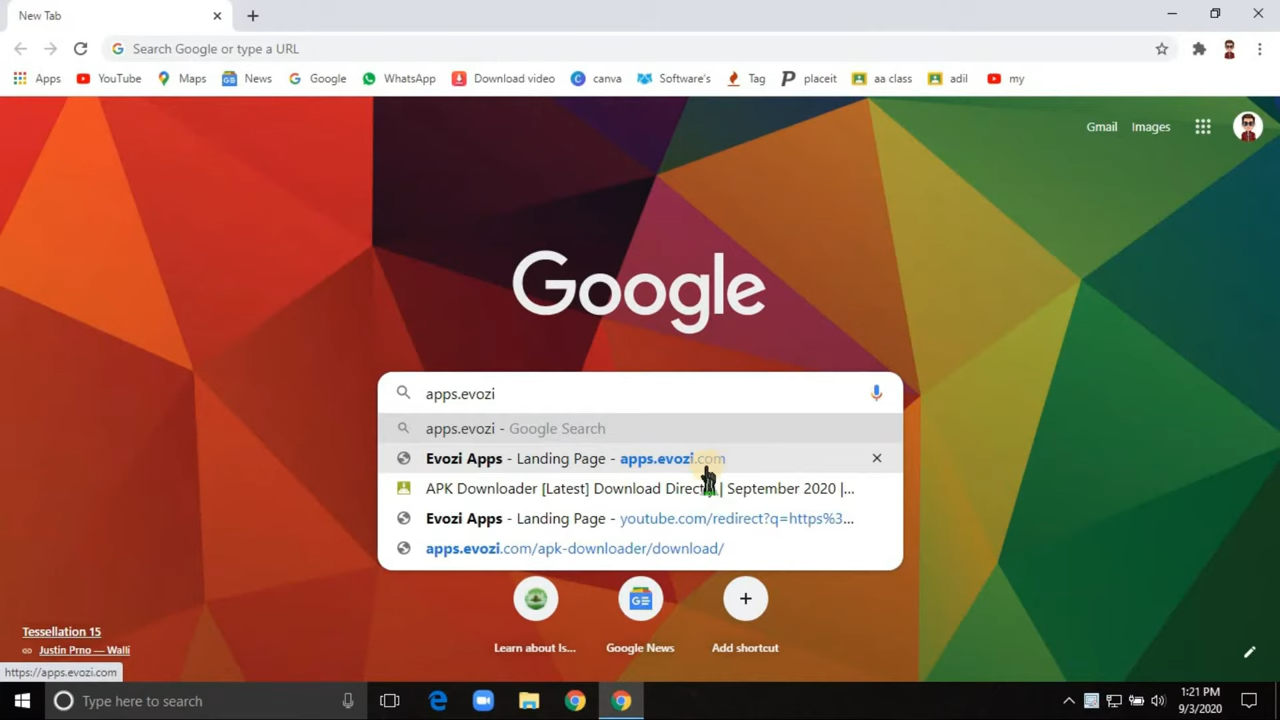 New Tab
Search Google or type a URL
Apps YouTube Maps News Google WhatsApp Download video canva Software's Tag placeit aa class adil my
Gmail Images
Google
apps.evozi
apps.evozi - Google Search
Evozi Apps - Landing Page - apps.evozi.com
APK Downloader [Latest] Download Direct | September 2020 |...
Evozi Apps - Landing Page - youtube.com/redirect?q=https%3...
apps.evozi.com/apk-downloader/download/
Learn about Is... Google News Add shortcut
Tessellation 15
Justin Prno — Walli
https://apps.evozi.com
Type here to search
1:21 PM
9/3/2020